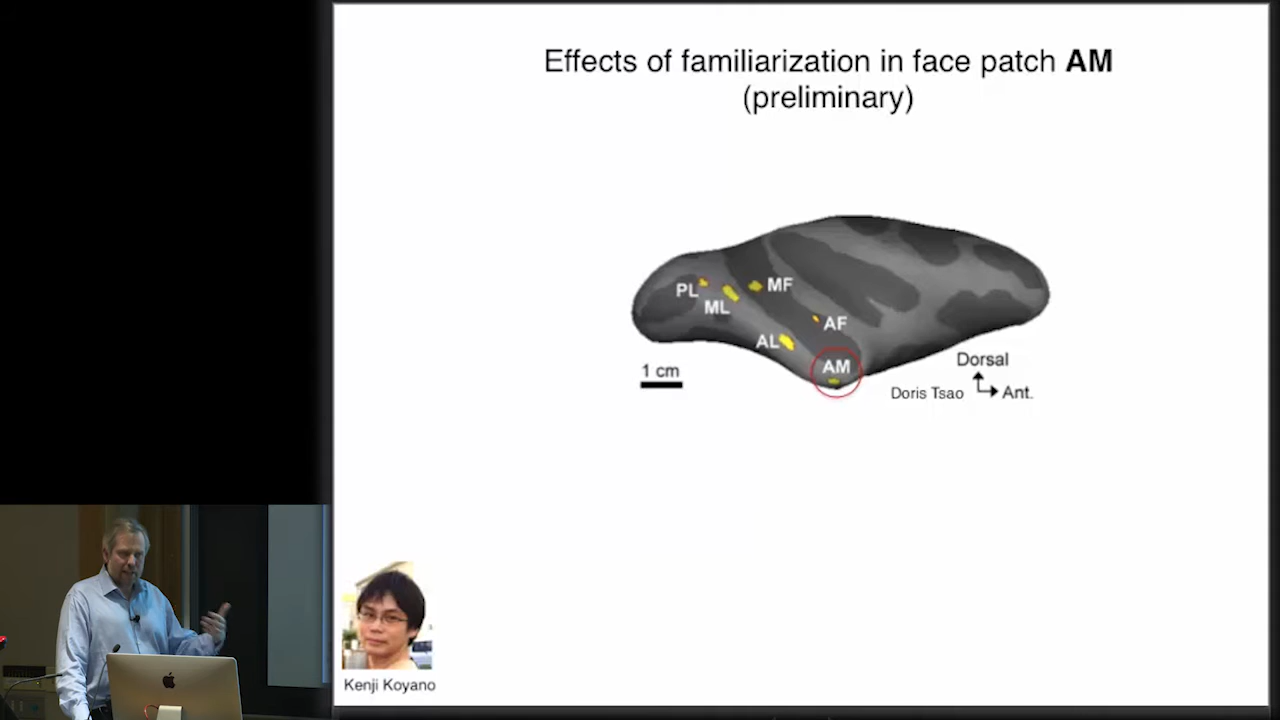 Effects of familiarization in face patch AM
(preliminary)
PL
ML
MF
AF
AL
AM
1 cm
Dorsal
Doris Tsao
Ant.
Kenji Koyano